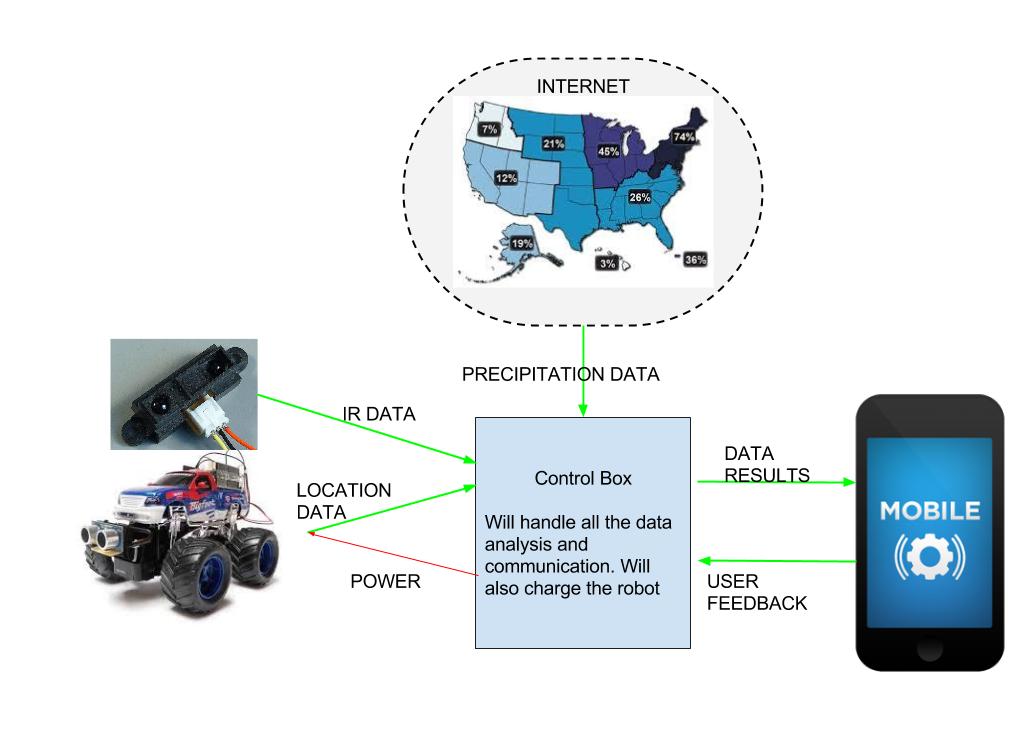 INTERNET
7%
21%
45%
74%
12%
26%
19%
3%
36%
PRECIPITATION DATA
IR DATA
LOCATION
DATA
POWER
Bigfoot
Control Box
Will handle all the data
analysis and
communication. Will
also charge the robot
DATA
RESULTS
USER
FEEDBACK
MOBILE